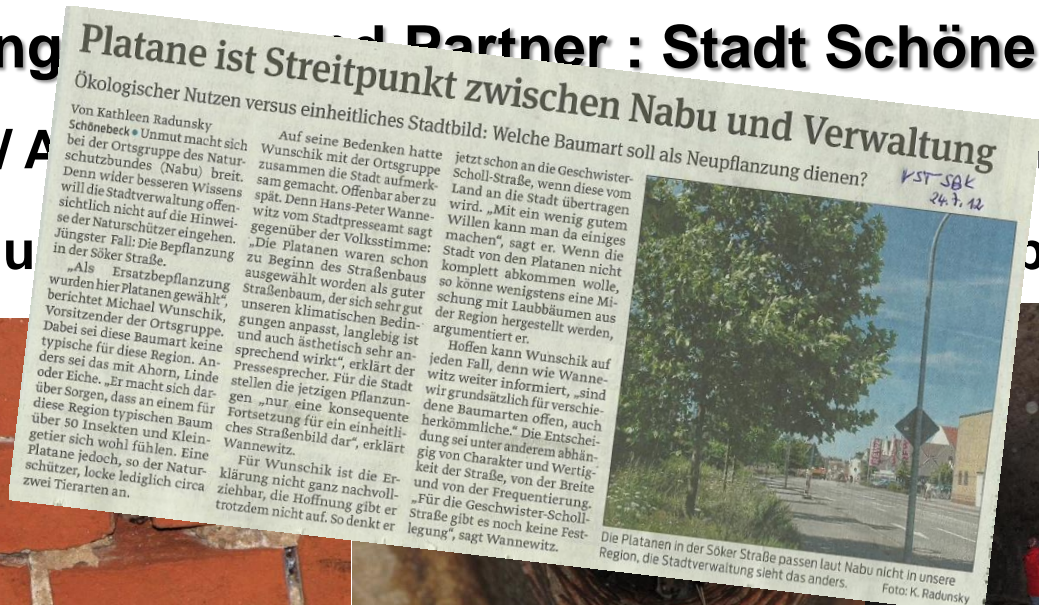 ng
nd Partner : Stadt Schöne
/ A
u
Platane ist Streitpunkt zwischen Nabu und Verwaltung
Ökologischer Nutzen versus einheitliches Stadtbild: Welche Baumart soll als Neupflanzung dienen?
VST SBK
24.7.12
Von Kathleen Radunsky
Schönebeck • Unmut macht sich
bei der Ortsgruppe des Natur-
schutzbundes (Nabu) breit.
Denn wider besseren Wissens
will die Stadtverwaltung offen-
sichtlich nicht auf die Hinwei-
se der Naturschützer eingehen.
Jüngster Fall: Die Bepflanzung
in der Söker Straße.
„Als Ersatzbepflanzung
wurden hier Platanen gewählt“,
berichtet Michael Wunschik,
Vorsitzender der Ortsgruppe.
Dabei sei diese Baumart keine
typische für diese Region. An-
ders sei das mit Ahorn, Linde
oder Eiche. „Er macht sich dar-
über Sorgen, dass an einem für
diese Region typischen Baum
über 50 Insekten und Klein-
getier sich wohl fühlen. Eine
Platane jedoch, so der Natur-
schützer, locke lediglich circa
zwei Tierarten an.
Auf seine Bedenken hatte
Wunschik mit der Ortsgruppe
zusammen die Stadt aufmerk-
sam gemacht. Offenbar aber zu
spät. Denn Hans-Peter Wanne-
witz vom Stadtpresseamt sagt
gegenüber der Volksstimme:
„Die Platanen waren schon
zu Beginn des Straßenbaus
ausgewählt worden als guter
Straßenbaum, der sich sehr gut
unseren klimatischen Bedin-
gungen anpasst, langlebig ist
und auch ästhetisch sehr an-
sprechend wirkt“, erklärt der
Pressesprecher. Für die Stadt
stellen die jetzigen Pflanzun-
gen „nur eine konsequente
Fortsetzung für ein einheitli-
ches Straßenbild dar“, erklärt
Wannewitz.
Für Wunschik ist die Er-
klärung nicht ganz nachvoll-
ziehbar, die Hoffnung gibt er
trotzdem nicht auf. So denkt er
jetzt schon an die Geschwister-
Scholl-Straße, wenn diese vom
Land an die Stadt übertragen
wird. „Mit ein wenig gutem
Willen kann man da einiges
machen“, sagt er. Wenn die
Stadt von den Platanen nicht
komplett abkommen wolle,
so könne wenigstens eine Mi-
schung mit Laubbäumen aus
der Region hergestellt werden,
argumentiert er.
Hoffen kann Wunschik auf
jeden Fall, denn wie Wanne-
witz weiter informiert, „sind
wir grundsätzlich für verschie-
dene Baumarten offen, auch
herkömmliche.“ Die Entschei-
dung sei unter anderem abhän-
gig von Charakter und Wertig-
keit der Straße, von der Breite
und von der Frequentierung.
„Für die Geschwister-Scholl-
Straße gibt es noch keine Fest-
legung“, sagt Wannewitz.
Die Platanen in der Söker Straße passen laut Nabu nicht in unsere
Region, die Stadtverwaltung sieht das anders.
Foto: K. Radunsky